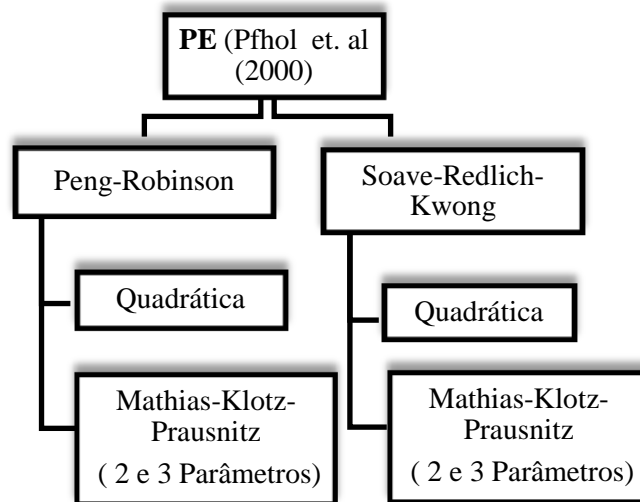 PE (Pfhol et. al
(2000)
Peng-Robinson
Soave-Redlich-
Kwong
Quadrática
Quadrática
Mathias-Klotz-
Prausnitz
( 2 e 3 Parâmetros)
Mathias-Klotz-
Prausnitz
( 2 e 3 Parâmetros)